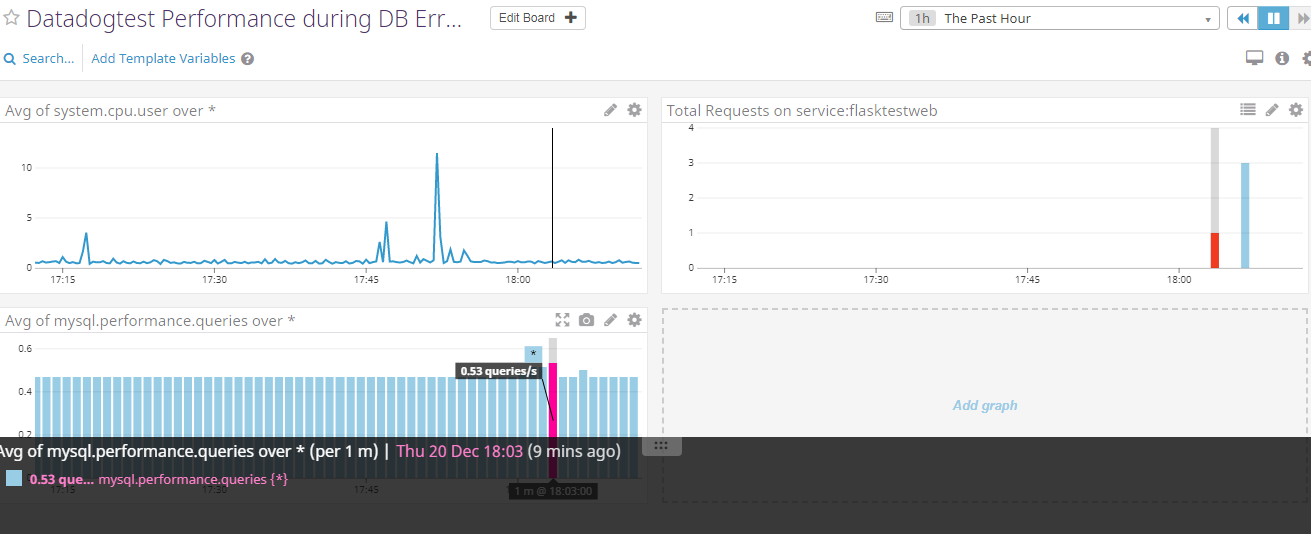 Datadogtest Performance during DB Err...
Edit Board +
1h The Past Hour
Search...
Add Template Variables ?
Avg of system.cpu.user over *
10
5
0
17:15 17:30 17:45 18:00
Total Requests on service:flasktestweb
4
3
2
1
0
17:15 17:30 17:45 18:00
Avg of mysql.performance.queries over *
0.6
0.4
0.2
*
0.53 queries/s
Add graph
Avg of mysql.performance.queries over * (per 1 m) | Thu 20 Dec 18:03 (9 mins ago)
0.53 que... mysql.performance.queries {*}
17:15 17:30 17:45
1 m @ 18:03:00